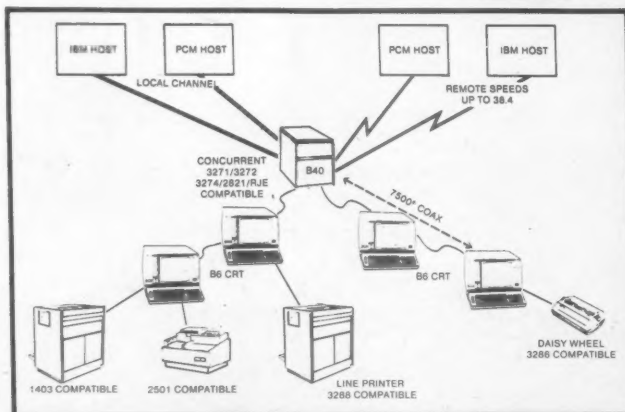 IBM HOST
PCM HOST
PCM HOST
IBM HOST
LOCAL CHANNEL
REMOTE SPEEDS
UP TO 38.4
CONCURRENT
3271/3272
3274/2821/RJE
COMPATIBLE
B40
7500° COAX
B6 CRT
B6 CRT
1403 COMPATIBLE
2501 COMPATIBLE
LINE PRINTER
3288 COMPATIBLE
DAISY WHEEL
3286 COMPATIBLE